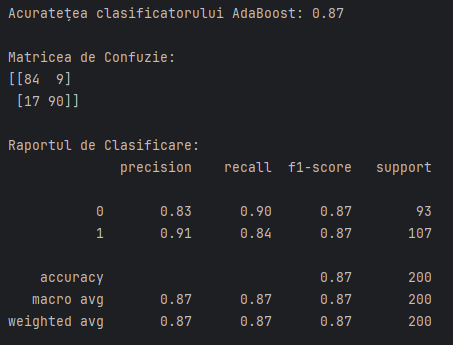 Acuratețea clasificatorului AdaBoost: 0.87
Matricea de Confuzie:
[[84  9]
 [17 90]]
Raportul de Clasificare:
              precision    recall  f1-score   support
           0       0.83      0.90      0.87        93
           1       0.91      0.84      0.87       107
    accuracy                           0.87       200
   macro avg       0.87      0.87      0.87       200
weighted avg       0.87      0.87      0.87       200